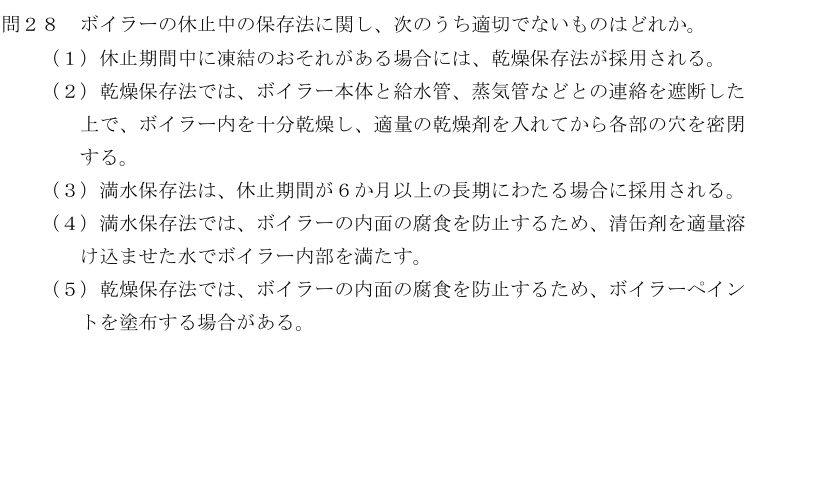 問２８　ボイラーの休止中の保存法に関し、次のうち適切でないものはどれか。
（１）休止期間中に凍結のおそれがある場合には、乾燥保存法が採用される。
（２）乾燥保存法では、ボイラー本体と給水管、蒸気管などとの連絡を遮断した
上で、ボイラー内を十分乾燥し、適量の乾燥剤を入れてから各部の穴を密閉
する。
（３）満水保存法は、休止期間が６か月以上の長期にわたる場合に採用される。
（４）満水保存法では、ボイラーの内面の腐食を防止するため、清缶剤を適量溶
け込ませた水でボイラー内部を満たす。
（５）乾燥保存法では、ボイラーの内面の腐食を防止するため、ボイラーペイン
トを塗布する場合がある。